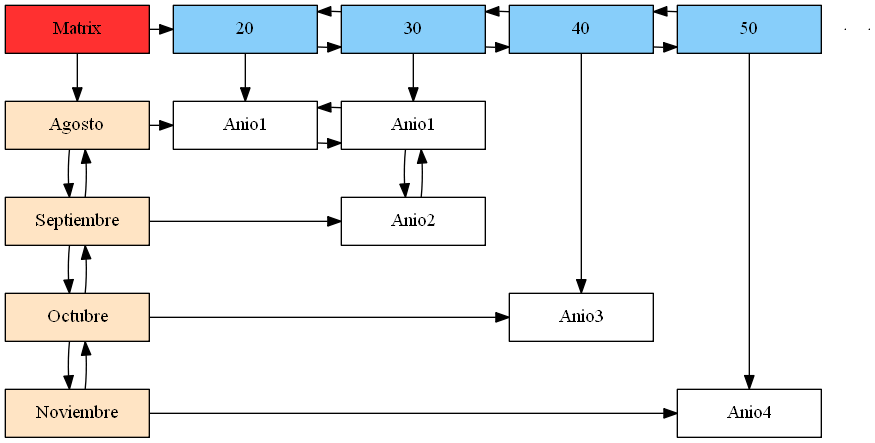 Matrix 20 30 40 50 . .
Agosto Anio1 Anio1
Septiembre Anio2
Octubre Anio3
Noviembre Anio4